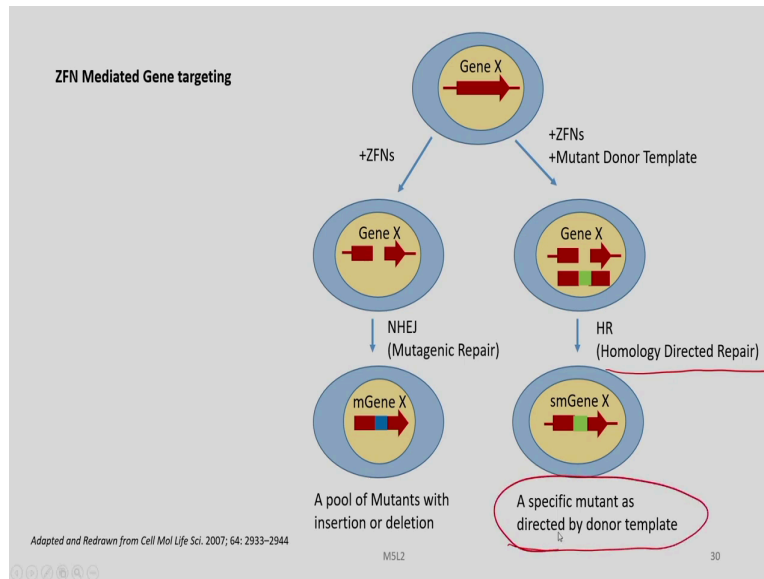 ZFN Mediated Gene targeting
Gene X
+ZFNs
+ZFNs
+Mutant Donor Template
Gene X
Gene X
NHEJ
(Mutagenic Repair)
HR
(Homology Directed Repair)
mGene X
smGene X
A pool of Mutants with
insertion or deletion
A specific mutant as
directed by donor template
Adapted and Redrawn from Cell Mol Life Sci. 2007; 64: 2933–2944
M5L2
30